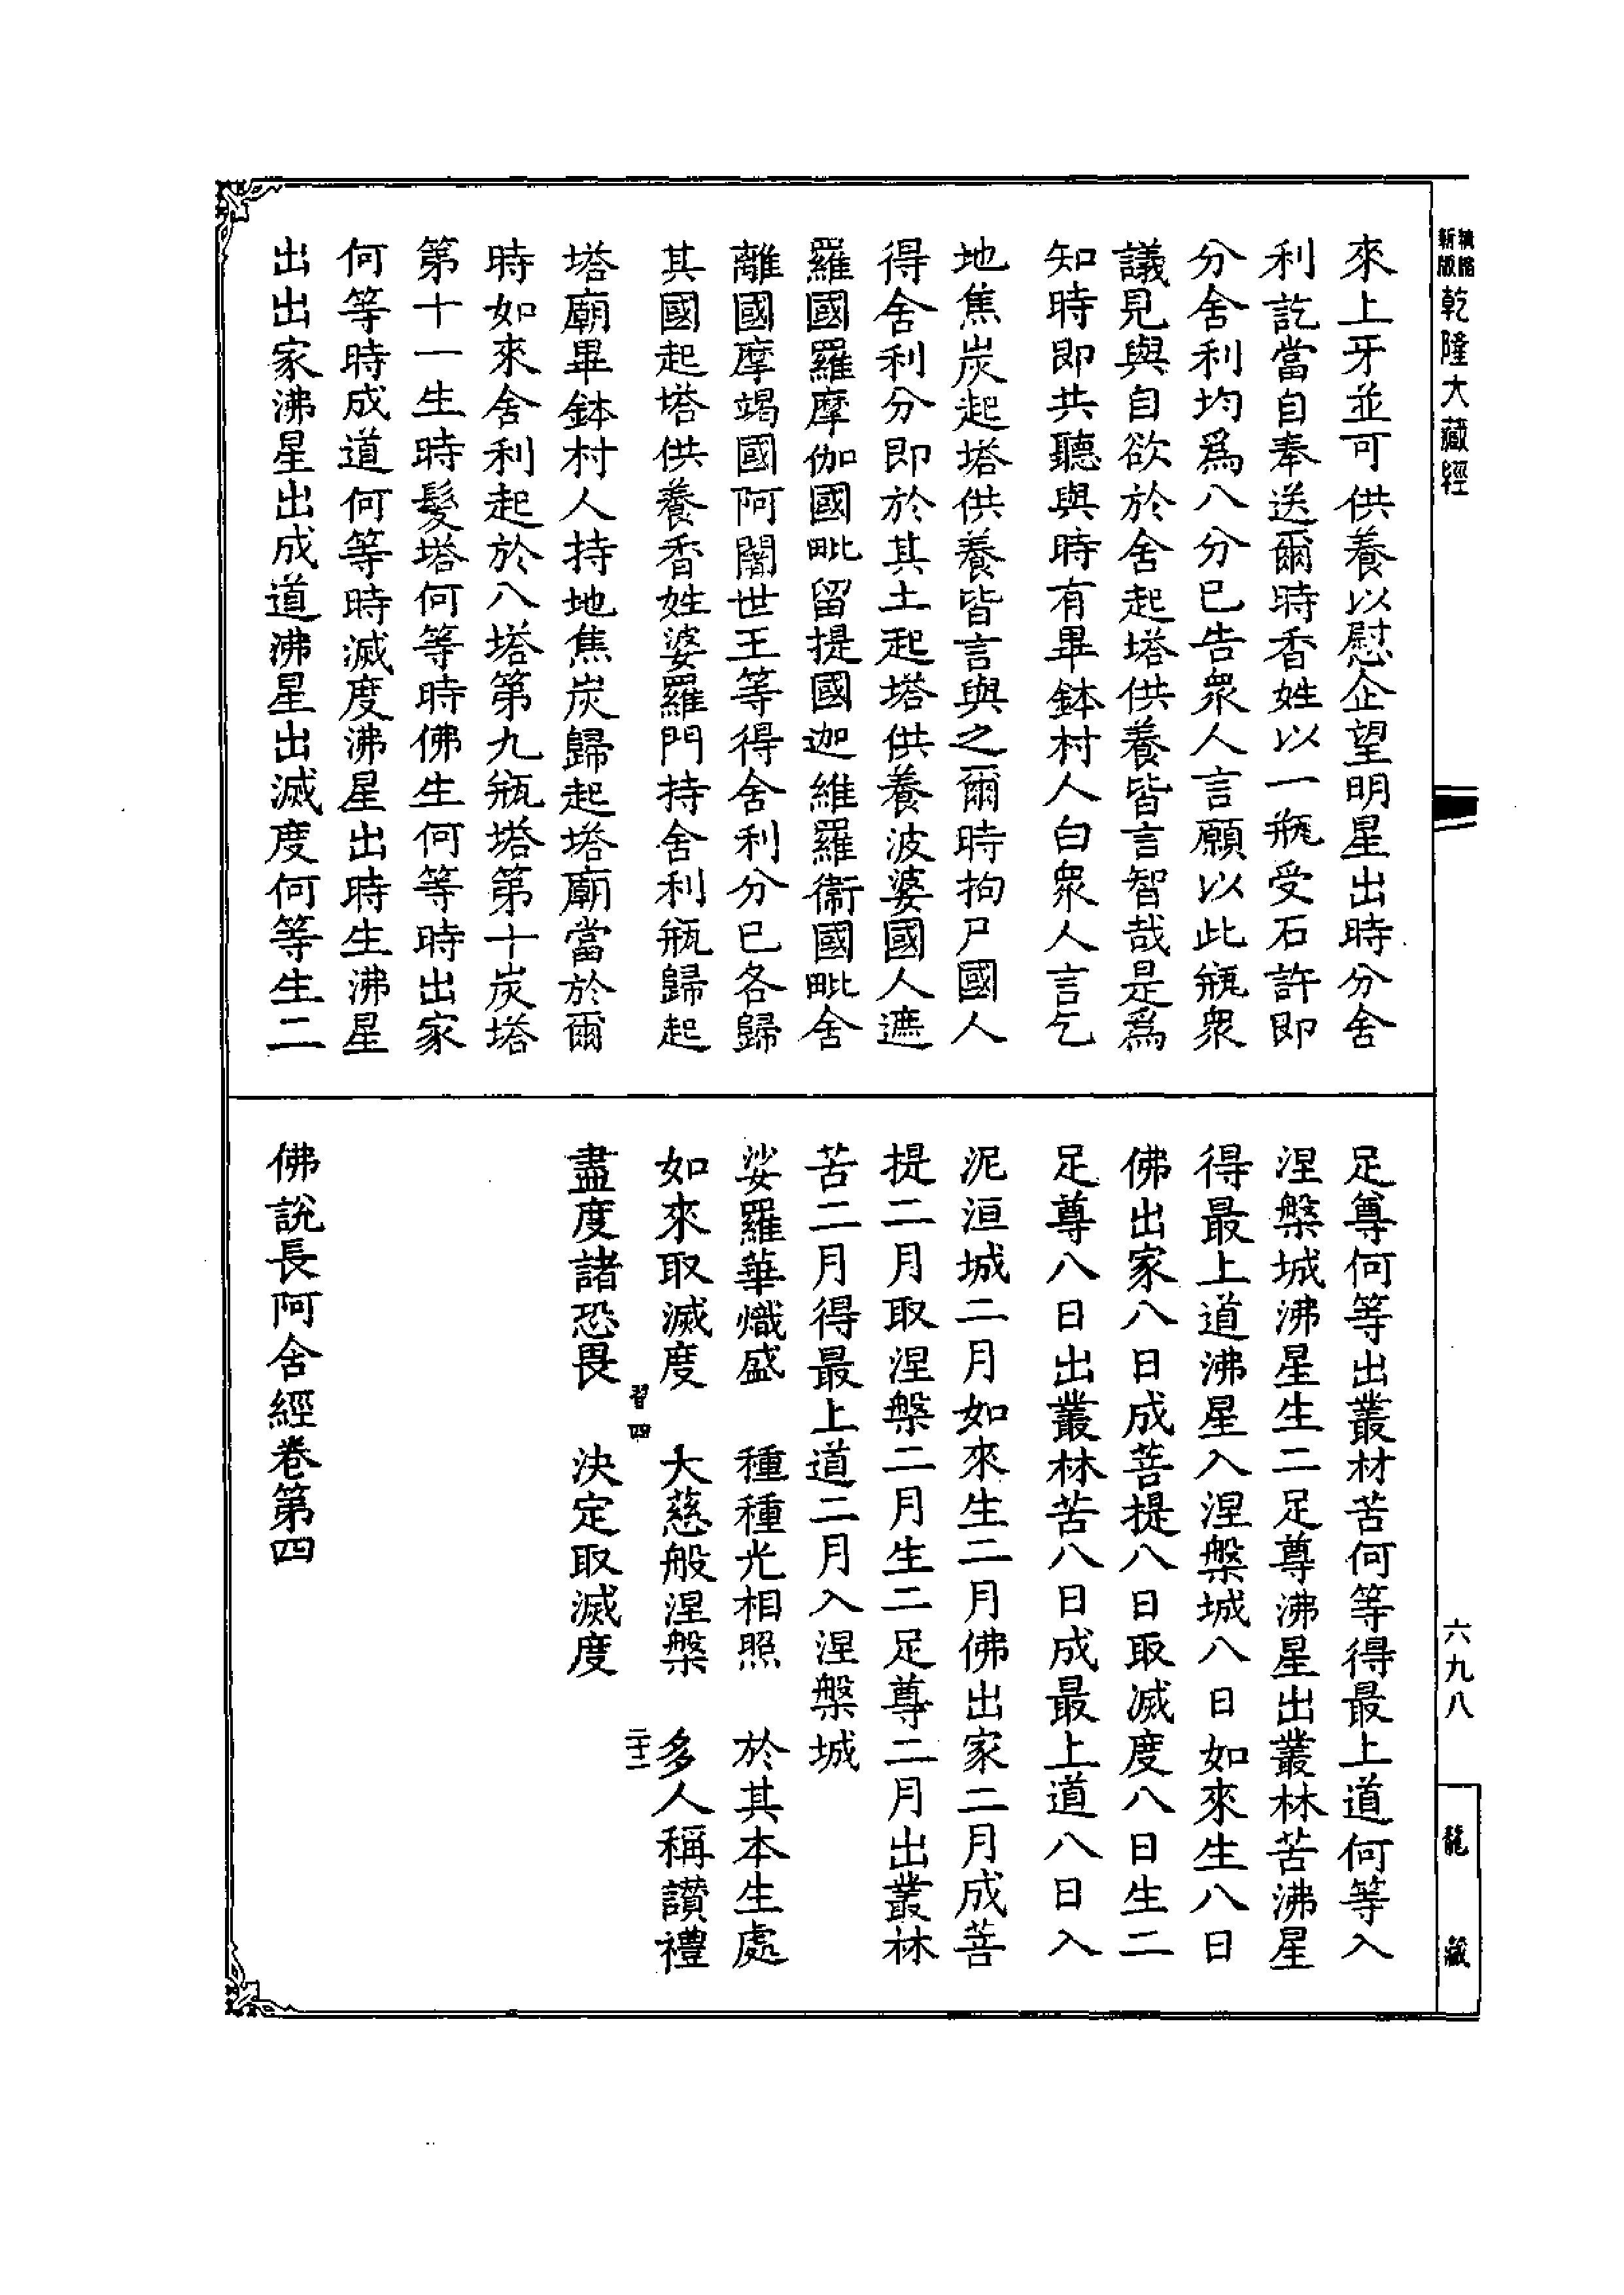 精縮
新版
乾隆大藏經
來上牙並可供養以慰企望明星出時分舍
利訖當自奉送爾時香姓以一瓶受石許即
分舍利均爲八分已告衆人言願以此瓶衆
議見與自欲於舍起塔供養皆言智哉是爲
知時即共聽與時有畢鉢村人白衆人言乞
地焦炭起塔供養皆言與之爾時拘尸國人
得舍利分即於其土起塔供養波婆國人遮
羅國羅摩伽國毗留提國迦維羅衞國毗舍
離國摩竭國阿闍世王等得舍利分已各歸
其國起塔供養香姓婆羅門持舍利瓶歸起
塔廟畢鉢村人持地焦炭歸起塔廟當於爾
時如來舍利起於八塔第九瓶塔第十炭塔
第十一生時髮塔何等時佛生何等時出家
何等時成道何等時滅度沸星出時生沸星
出出家沸星出成道沸星出滅度何等生二
足尊何等出叢材苦何等得最上道何等入
涅槃城沸星生二足尊沸星出叢林苦沸星
得最上道沸星入涅槃城八日如來生八日
佛出家八日成菩提八日取滅度八日生二
足尊八日出叢林苦八日成最上道八日入
泥洹城二月如來生二月佛出家二月成菩
提二月取涅槃二月生二足尊二月出叢林
苦二月得最上道二月入涅槃城
娑羅華熾盛　種種光相照　於其本生處
如來取滅度　大慈般涅槃　多人稱讚禮
習四　二十二
盡度諸恐畏　決定取滅度
佛說長阿含經卷第四
六九八
龍藏